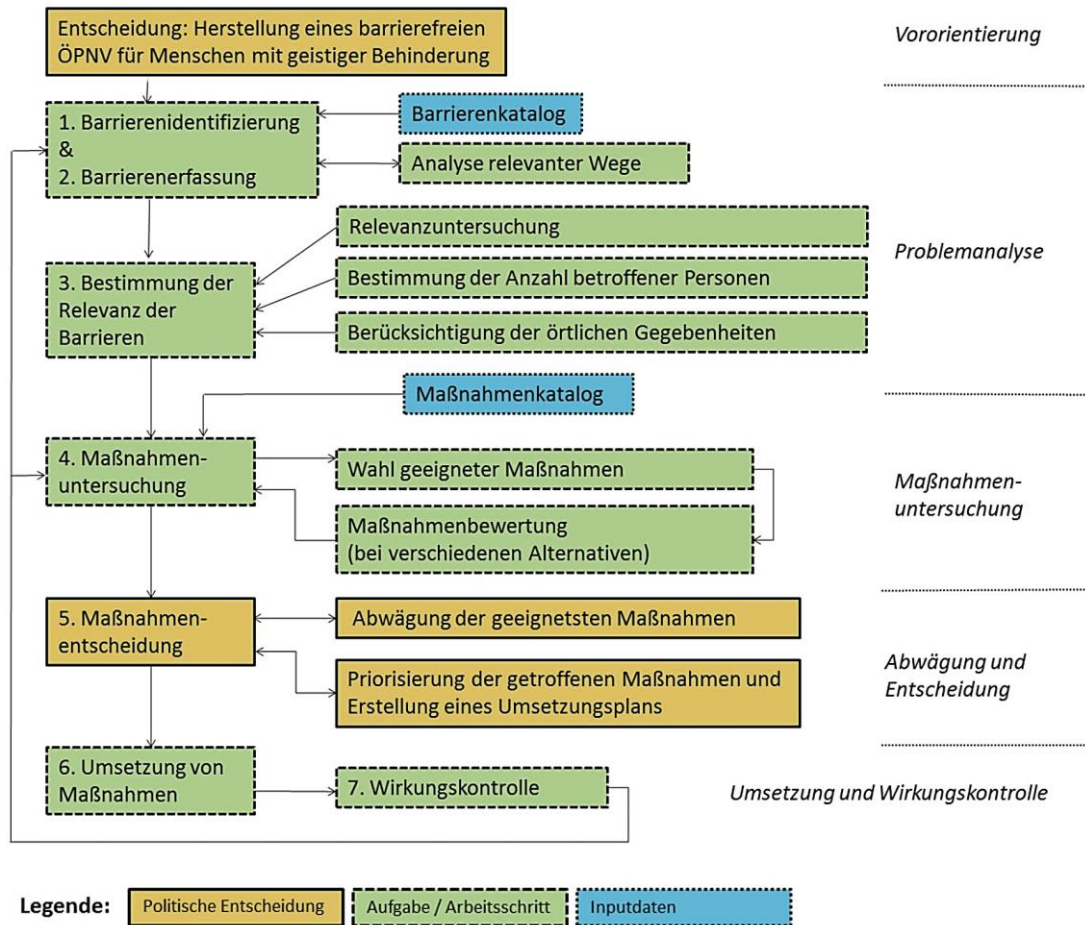 Entscheidung: Herstellung eines barrierefreien
ÖPNV für Menschen mit geistiger Behinderung
Vororientierung
1. Barrierenidentifizierung
&
2. Barrierenerfassung
Barrierenkatalog
Analyse relevanter Wege
Relevanzuntersuchung
Problemanalyse
3. Bestimmung der
Relevanz der
Barrieren
Bestimmung der Anzahl betroffener Personen
Berücksichtigung der örtlichen Gegebenheiten
Maßnahmenkatalog
4. Maßnahmen-
untersuchung
Wahl geeigneter Maßnahmen
Maßnahmenbewertung
(bei verschiedenen Alternativen)
Maßnahmen-
untersuchung
5. Maßnahmen-
entscheidung
Abwägung der geeignetsten Maßnahmen
Priorisierung der getroffenen Maßnahmen und
Erstellung eines Umsetzungsplans
Abwägung und
Entscheidung
6. Umsetzung von
Maßnahmen
7. Wirkungskontrolle
Umsetzung und Wirkungskontrolle
Legende:
Politische Entscheidung
Aufgabe / Arbeitsschritt
Inputdaten